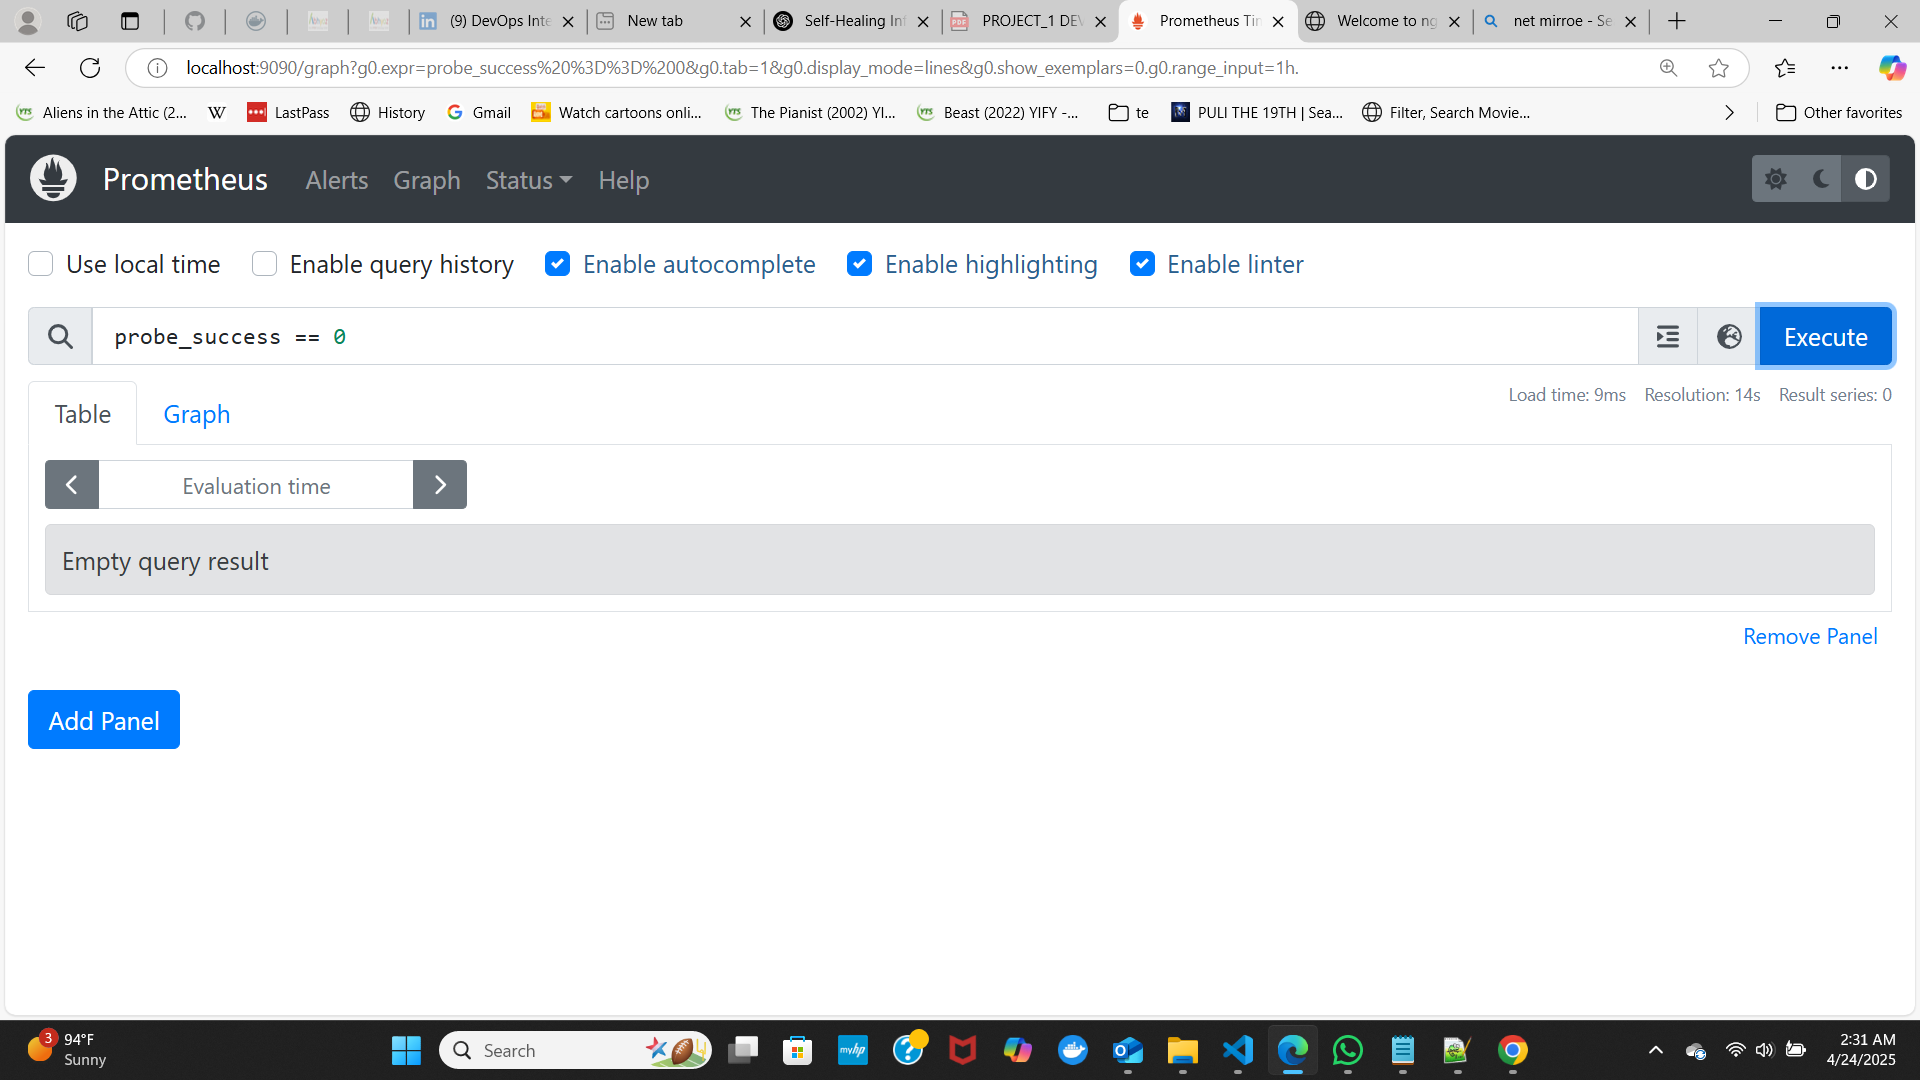 (9) DevOps Inte
New tab
Self-Healing Inf
PROJECT_1 DEV
Prometheus Tim
Welcome to ng
net mirroe - Se
localhost:9090/graph?g0.expr=probe_success%20%3D%3D%200&g0.tab=1&g0.display_mode=lines&g0.show_exemplars=0.g0.range_input=1h.
Aliens in the Attic (2...
W
LastPass
History
Gmail
Watch cartoons onli...
The Pianist (2002) YI...
Beast (2022) YIFY -...
te
PULI THE 19TH | Sea...
Filter, Search Movie...
Other favorites
Prometheus
Alerts
Graph
Status
Help
Use local time
Enable query history
Enable autocomplete
Enable highlighting
Enable linter
probe_success == 0
Execute
Table
Graph
Load time: 9ms
Resolution: 14s
Result series: 0
Evaluation time
Empty query result
Remove Panel
Add Panel
3
94°F
Sunny
Search
myhp
2:31 AM
4/24/2025